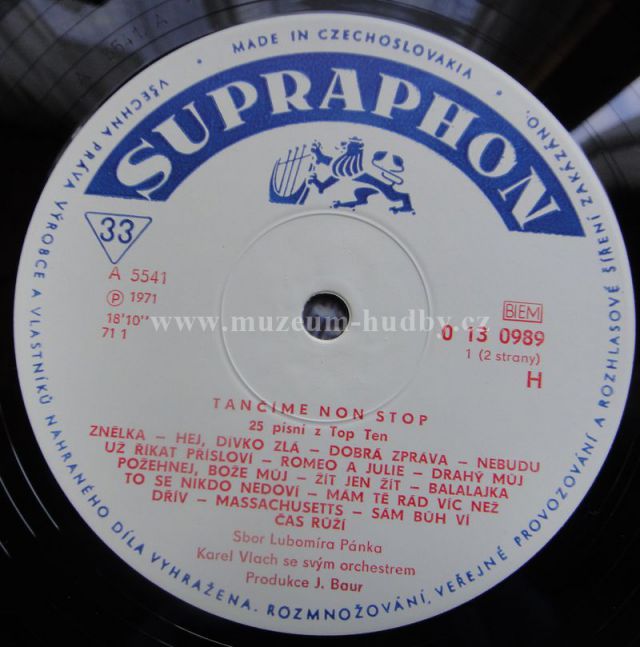 MADE IN CZECHOSLOVAKIA
SUPRAPHON
33
A 5541
Ⓟ 1971
18'10"
71 1
www.muzeum-hudby.cz
BIEM
0 13 0989
1 (2 strany)
H
TANČÍME NON STOP
25 písní z Top Ten
ZNĚLKA – HEJ, DÍVKO ZLÁ – DOBRÁ ZPRÁVA – NEBUDU
UŽ ŘÍKAT PŘÍSLOVÍ – ROMEO A JULIE – DRAHÝ MŮJ
POŽEHNEJ, BOŽE MŮJ – ŽÍT JEN ŽÍT – BALALAJKA
TO SE NIKDO NEDOVÍ – MÁM TĚ RÁD VÍC NEŽ
DŘÍV – MASSACHUSETTS – SÁM BŮH VÍ
ČAS RŮŽÍ
Sbor Lubomíra Pánka
Karel Vlach se svým orchestrem
Produkce J. Baur
VŠECHNA PRÁVA VÝROBCE A VLASTNÍKŮ NAHRANÉHO DÍLA VYHRAŽENA. ROZMNOŽOVÁNÍ, VEŘEJNÉ PROVOZOVÁNÍ A ROZHLASOVÉ ŠÍŘENÍ ZAKÁZÁNO.